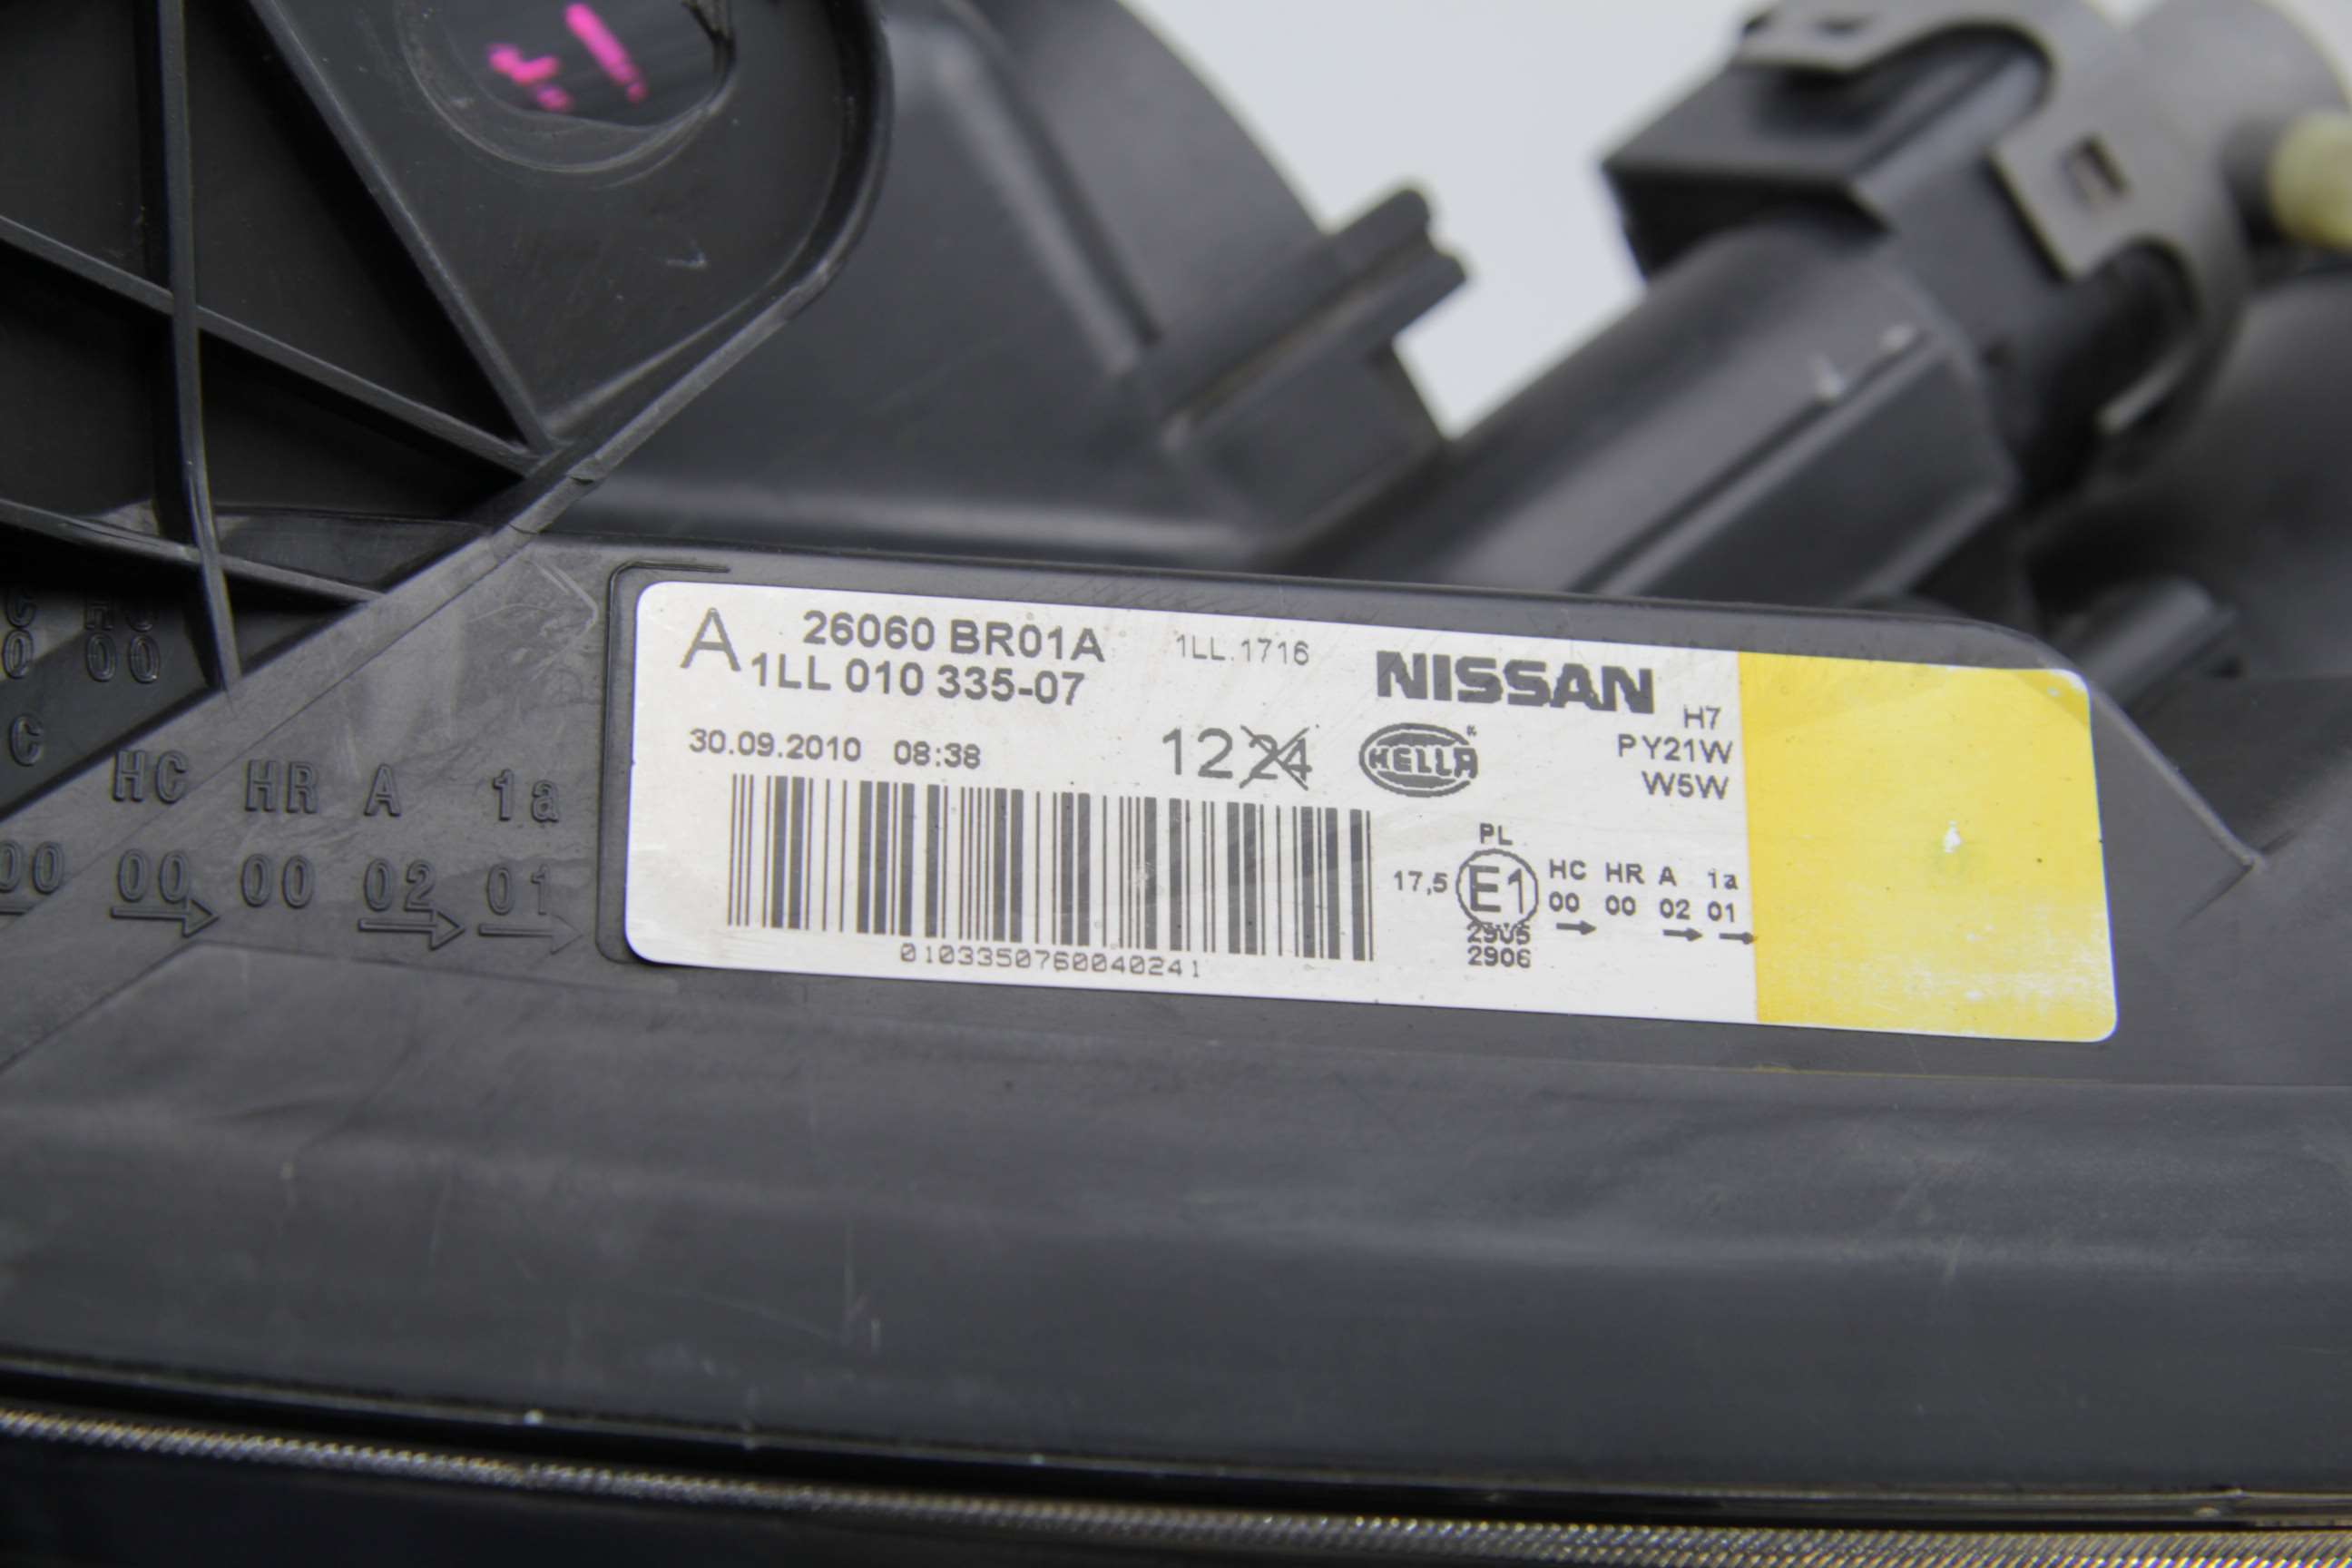 A 26060 BR01A 1LL.1716
1LL 010 335-07 NISSAN
30.09.2010 08:38 12 24 HELLA H7
PY21W
W5W
PL
17,5 E1 HC HR A 1a
00 00 02 01
→ → →
2905
2906
0103350760040241
C HC HR A 1a
00 00 00 02 01